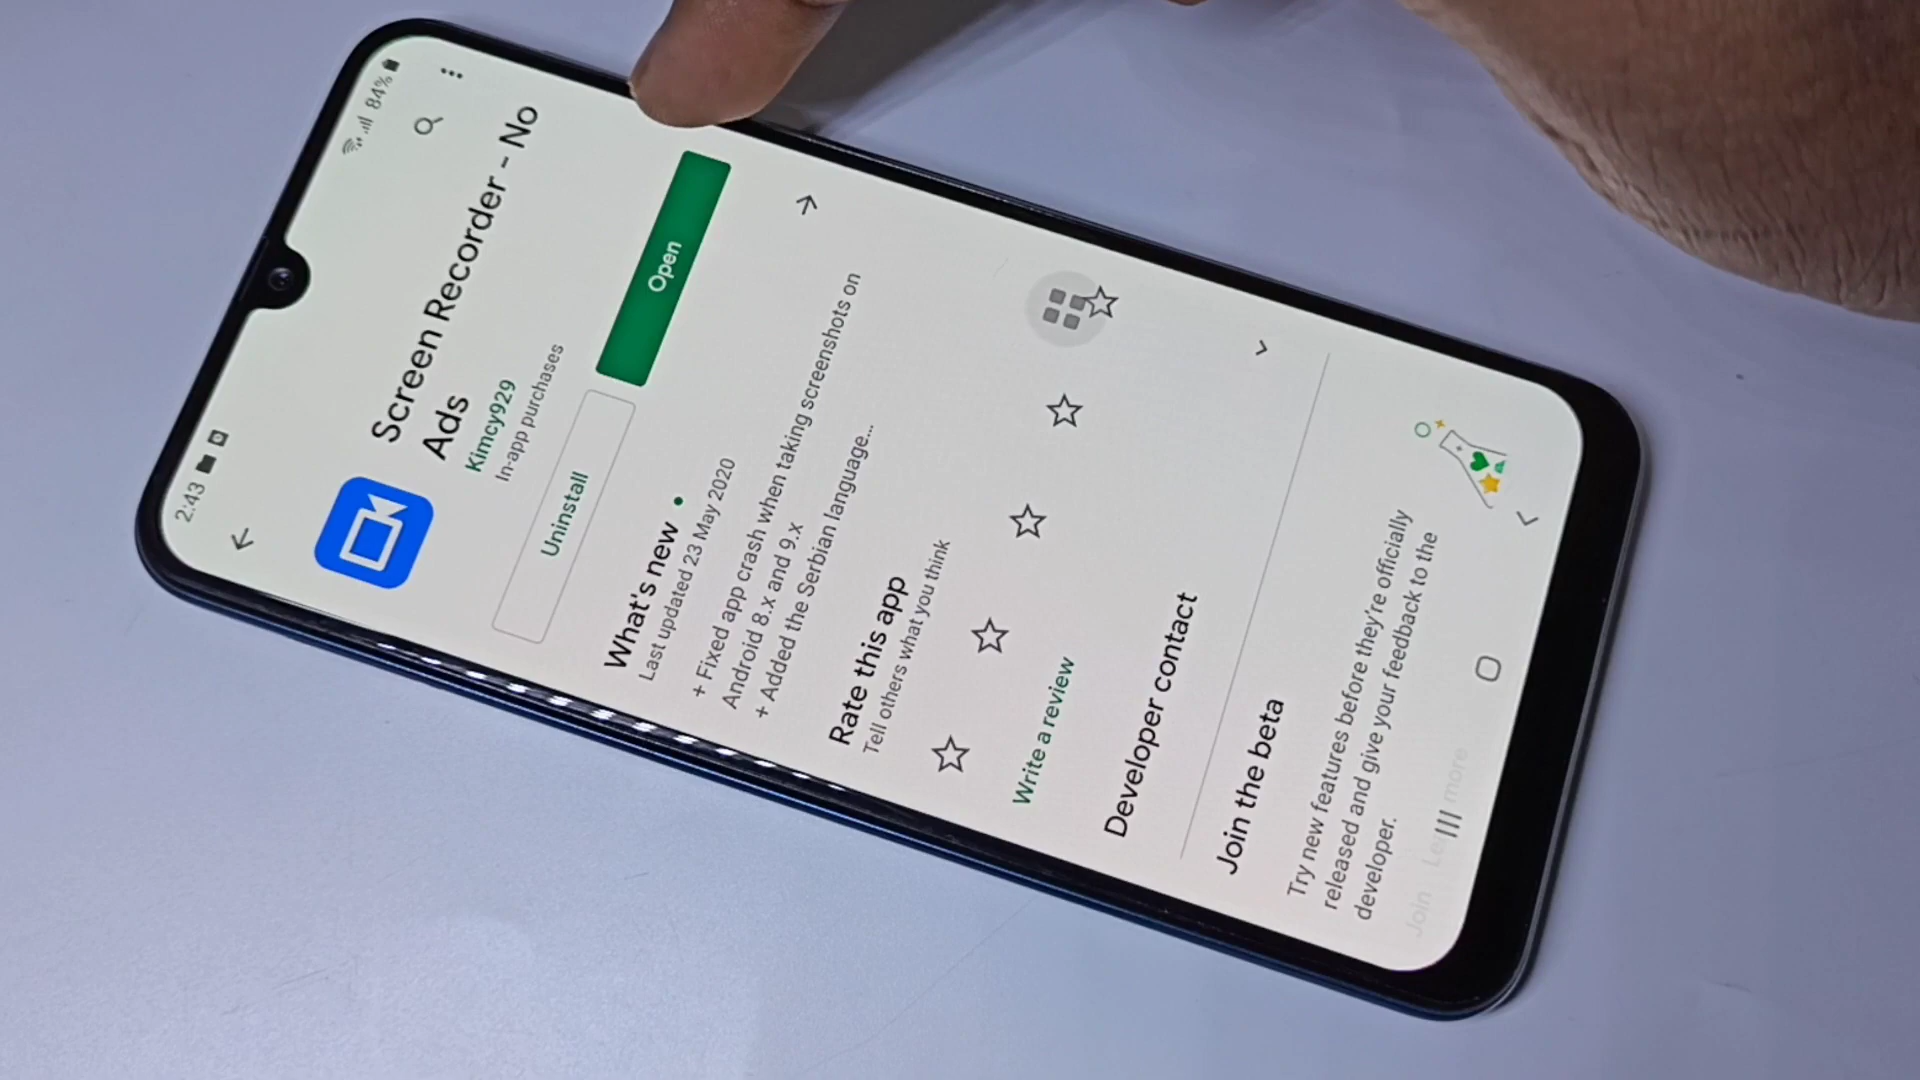 2:43
84%
Screen Recorder - No
Ads
Kimcy929
In-app purchases
Uninstall
Open
What's new
Last updated 23 May 2020
+ Fixed app crash when taking screenshots on
Android 8.x and 9.x
+ Added the Serbian language...
Rate this app
Tell others what you think
Write a review
Developer contact
Join the beta
Try new features before they're officially
released and give your feedback to the
developer.
Join
more